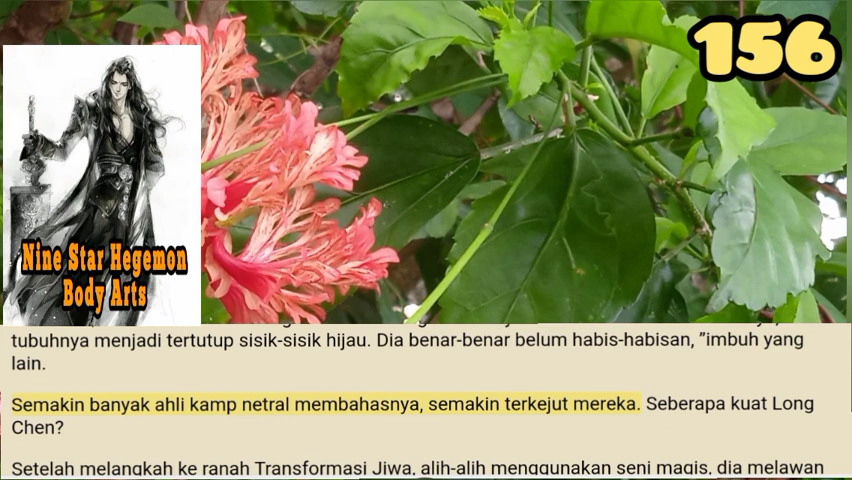 156
Nine Star Hegemon
Body Arts
tubuhnya menjadi tertutup sisik-sisik hijau. Dia benar-benar belum habis-habisan, ”imbuh yang
lain.
Semakin banyak ahli kamp netral membahasnya, semakin terkejut mereka. Seberapa kuat Long
Chen?
Setelah melangkah ke ranah Transformasi Jiwa, alih-alih menggunakan seni magis, dia melawan